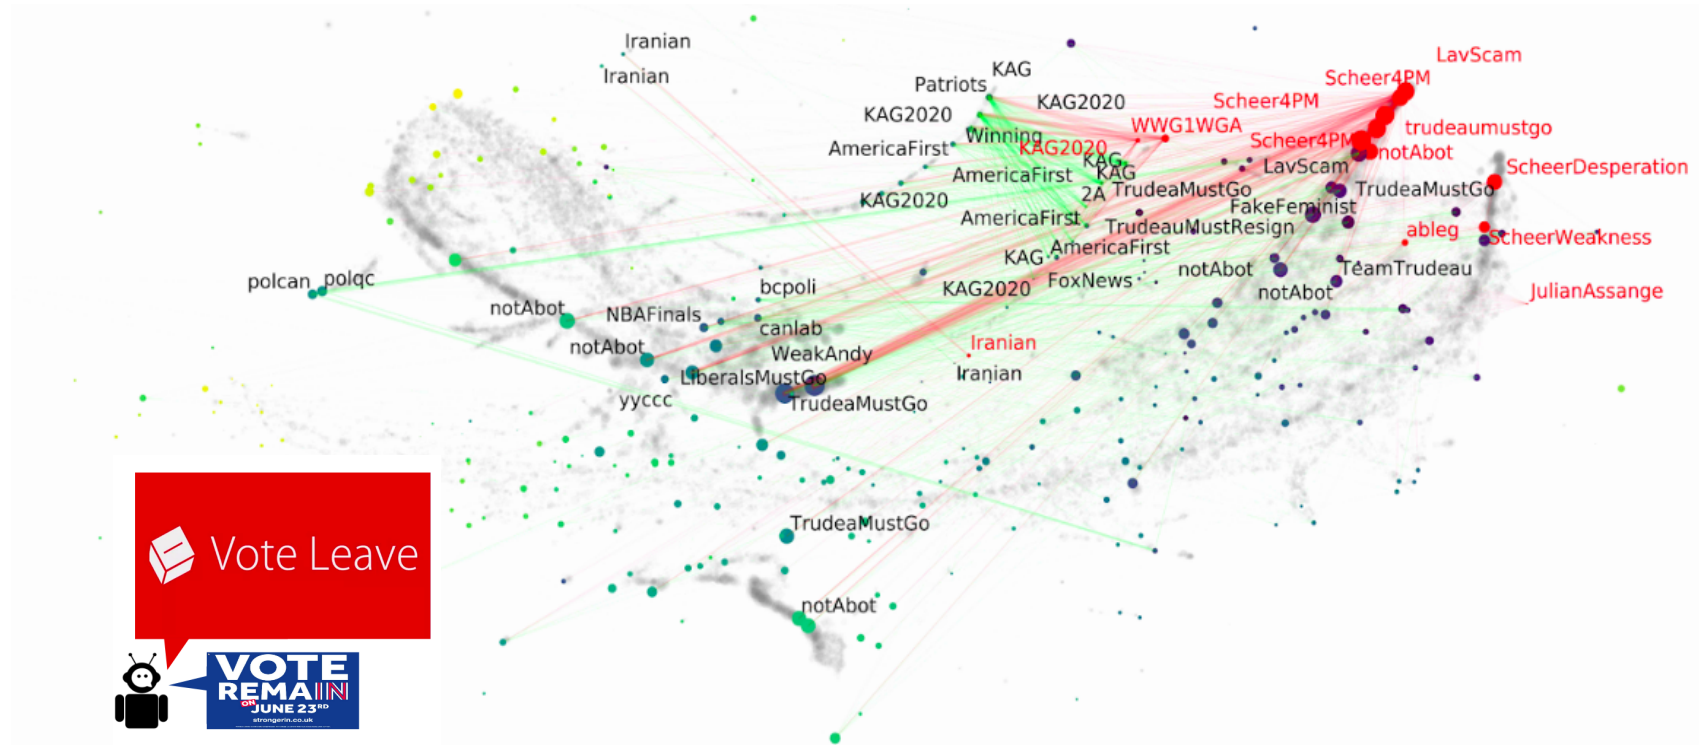 LavScam
Iranian
KAG
Iranian
Patriots
Scheer4PM
KAG2020
Scheer4PM
KAG2020
WWG1WGA
trudeaumustgo
Winning
KAG2020
Scheer4PM
notAbot
AmericaFirst
KAG
LavScam
ScheerDesperation
AmericaFirst
KAG
2A
TrudeaMustGo
TrudeaMustGo
KAG2020
FakeFeminist
AmericaFirst
TrudeauMustResign
ableg
ScheerWeakness
AmericaFirst
KAG
notAbot
TeamTrudeau
polcan
polqc
FoxNews
bcpoli
KAG2020
notAbot
JulianAssange
notAbot
NBAFinals
canlab
notAbot
WeakAndy
Iranian
Iranian
LiberalsMustGo
yyccc
TrudeaMustGo
TrudeaMustGo
notAbot
Vote Leave
VOTE
REMAIN
ON
JUNE 23RD
strongerin.co.uk